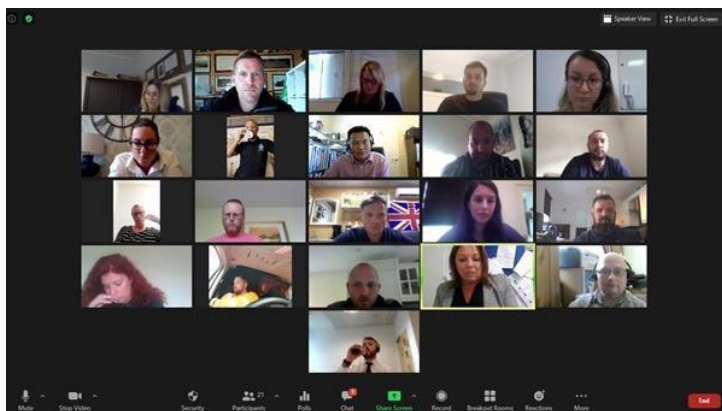 Speaker View
Exit Full Screen
Mute
Stop Video
Security
21
Participants
Polls
Chat
Share Screen
Record
Breakout Rooms
Reactions
More
End